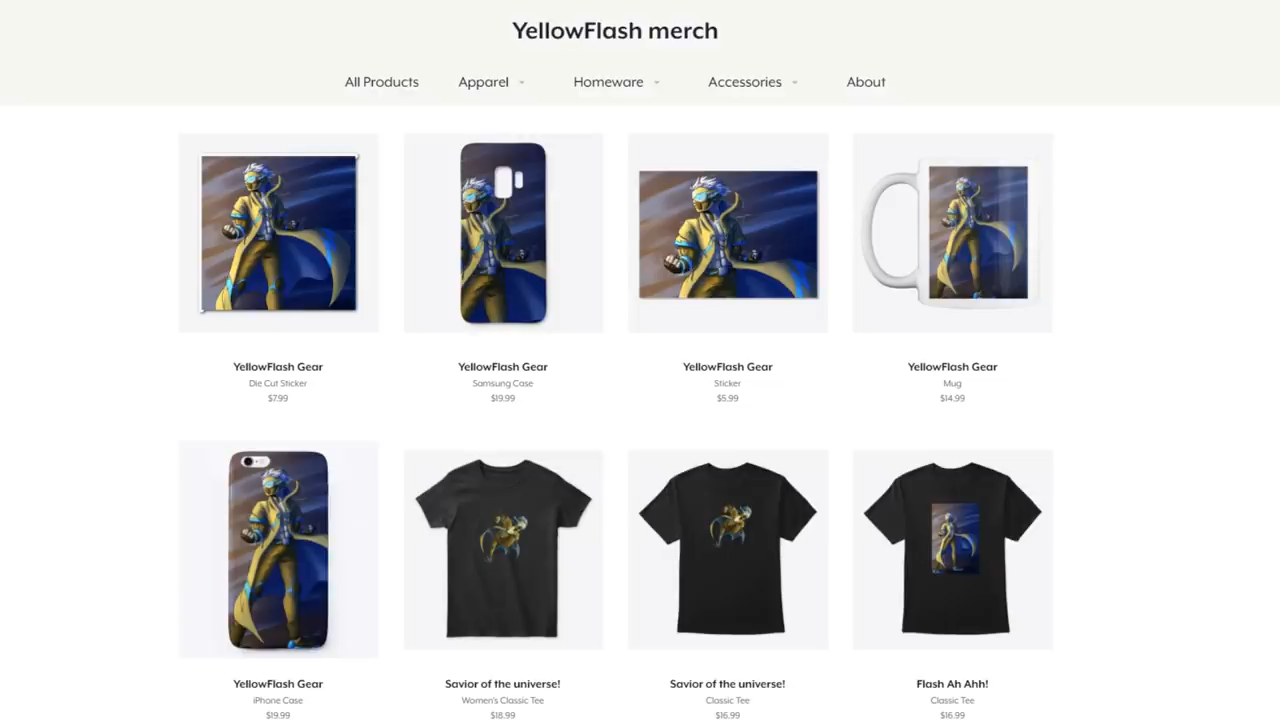 YellowFlash merch
All Products Apparel Homeware Accessories About
YellowFlash Gear
Die Cut Sticker
$7.99
YellowFlash Gear
Samsung Case
$19.99
YellowFlash Gear
Sticker
$5.99
YellowFlash Gear
Mug
$14.99
YellowFlash Gear
iPhone Case
$19.99
Savior of the universe!
Women's Classic Tee
$18.99
Savior of the universe!
Classic Tee
$16.99
Flash Ah Ahh!
Classic Tee
$16.99